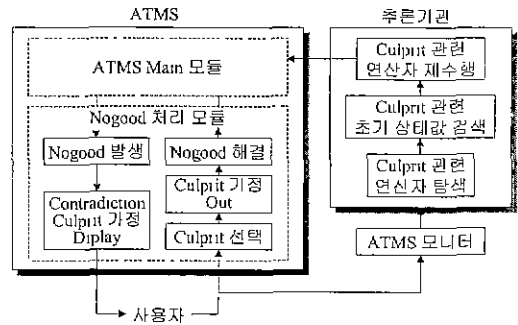 ATMS
ATMS Main 모듈
Nogood 처리 모듈
Nogood 발생
Nogood 해결
Contradiction
Culprit 가정
Diplay
Culprit 가정
Out
Culprit 선택
사용자
추론기관
Culprit 관련
연산자 재수행
Culprit 관련
초기 상태값 검색
Culprit 관련
연산자 탐색
ATMS 모니터